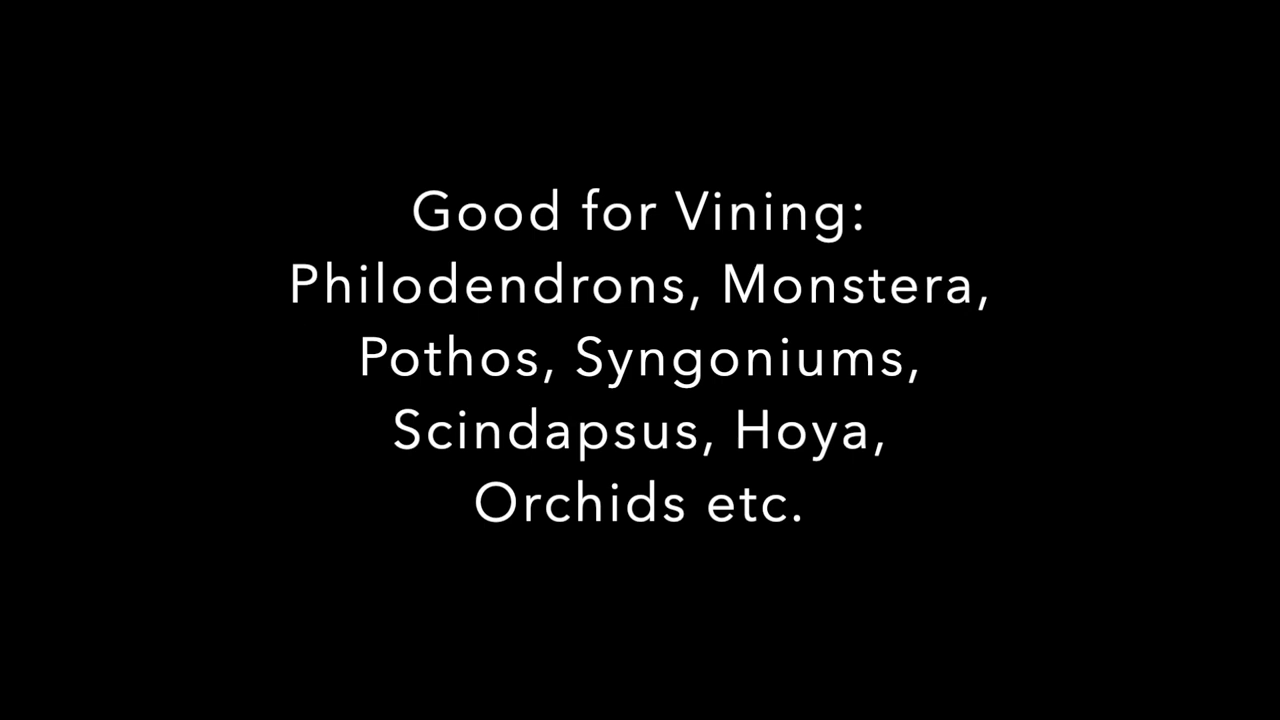 Good for Vining:
Philodendrons, Monstera,
Pothos, Syngoniums,
Scindapsus, Hoya,
Orchids etc.